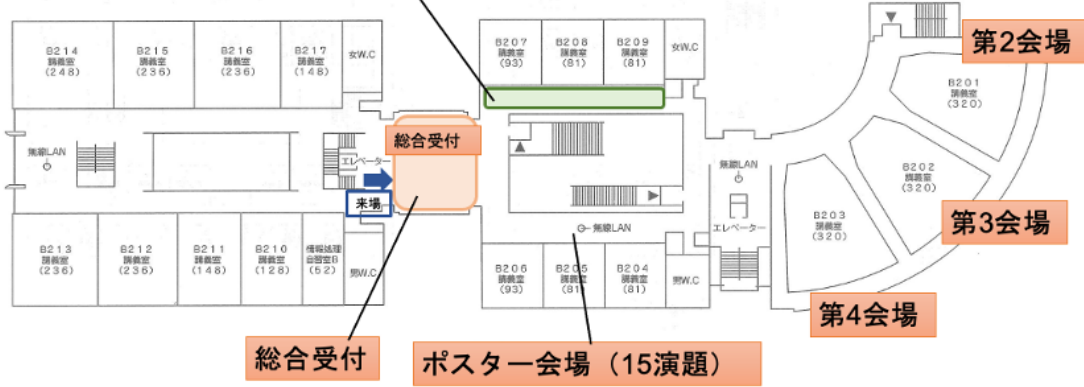 B214
講義室
(248)
B215
講義室
(236)
B216
講義室
(236)
B217
講義室
(148)
女W.C
B207
講義室
(93)
B208
講義室
(81)
B209
講義室
(81)
女W.C
第2会場
B201
講義室
(320)
無線LAN
エレベーター
総合受付
来場
無線LAN
エレベーター
B202
講義室
(320)
第3会場
B203
講義室
(320)
無線LAN
B213
講義室
(236)
B212
講義室
(236)
B211
講義室
(148)
B210
講義室
(128)
情報処理
自習室B
(52)
男W.C
B206
講義室
(93)
B205
講義室
(81)
B204
講義室
(81)
男W.C
第4会場
総合受付
ポスター会場（15演題）